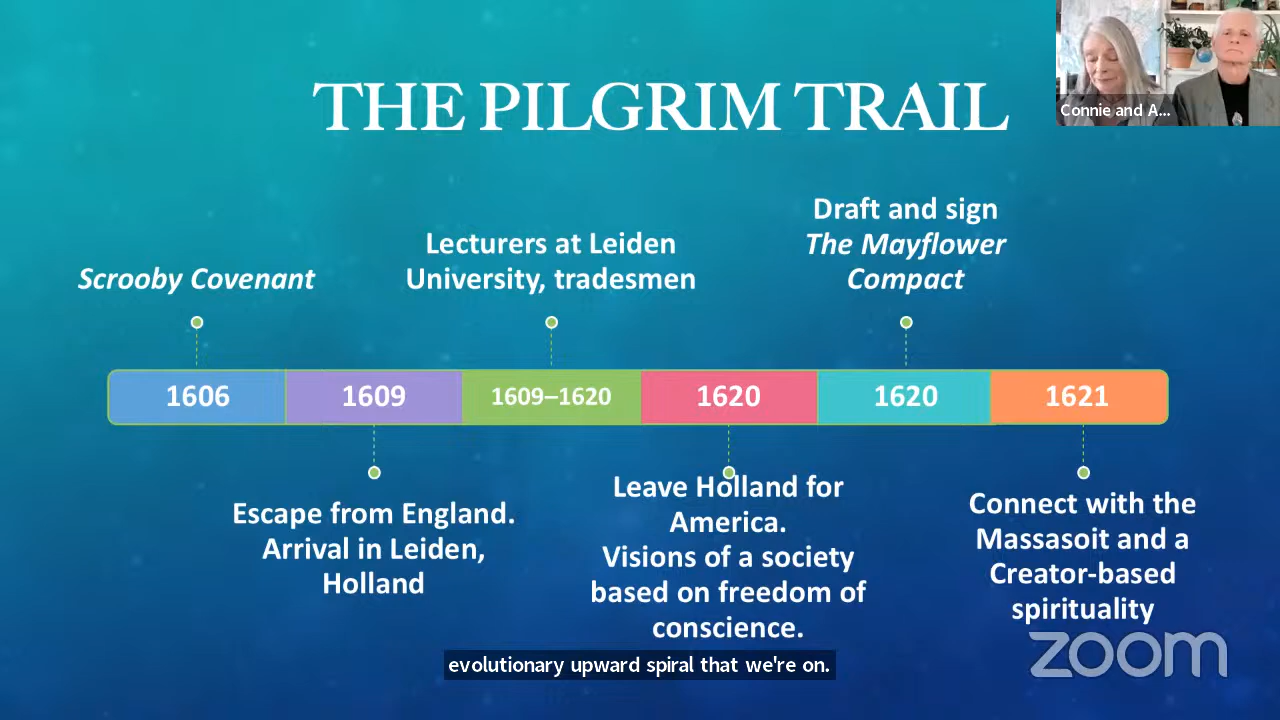 THE PILGRIM TRAIL
Connie and A...
Scrooby Covenant
Lecturers at Leiden
University, tradesmen
Draft and sign
The Mayflower
Compact
1606
1609
1609–1620
1620
1620
1621
Escape from England.
Arrival in Leiden,
Holland
Leave Holland for
America.
Visions of a society
based on freedom of
conscience.
Connect with the
Massasoit and a
Creator-based
spirituality
evolutionary upward spiral that we're on.
zoom